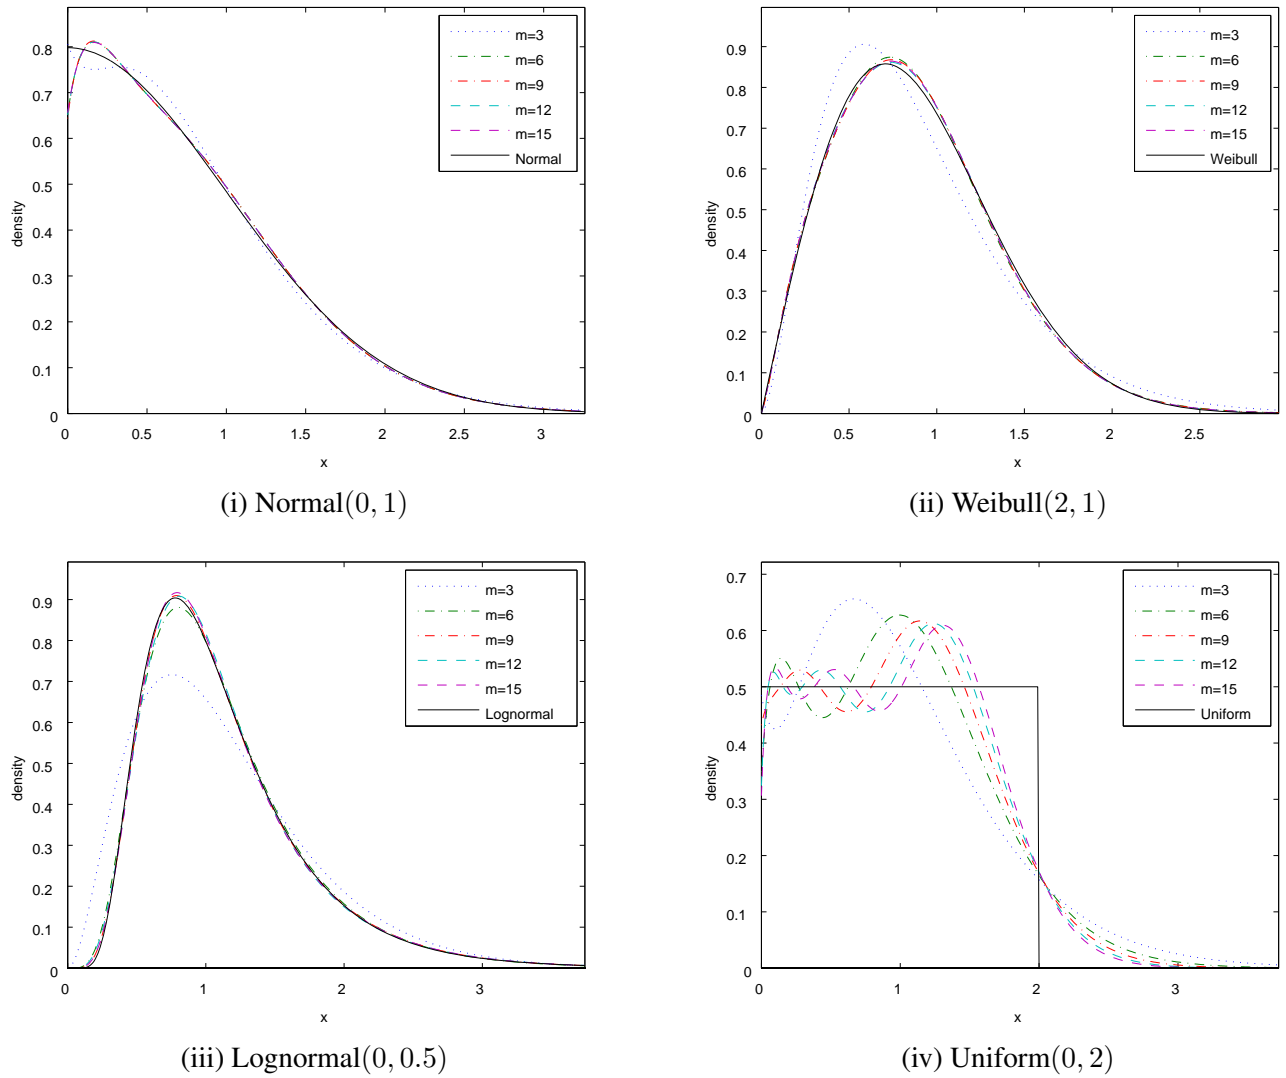 0.8
0.7
0.6
0.5
0.4
0.3
0.2
0.1
0
density
m=3
m=6
m=9
m=12
m=15
Normal
0 0.5 1 1.5 2 2.5 3
x
(i) Normal(0, 1)
0.9
0.8
0.7
0.6
0.5
0.4
0.3
0.2
0.1
0
density
m=3
m=6
m=9
m=12
m=15
Weibull
0 0.5 1 1.5 2 2.5
x
(ii) Weibull(2, 1)
0.9
0.8
0.7
0.6
0.5
0.4
0.3
0.2
0.1
0
density
m=3
m=6
m=9
m=12
m=15
Lognormal
0 1 2 3
x
(iii) Lognormal(0, 0.5)
0.7
0.6
0.5
0.4
0.3
0.2
0.1
0
density
m=3
m=6
m=9
m=12
m=15
Uniform
0 1 2 3
x
(iv) Uniform(0, 2)